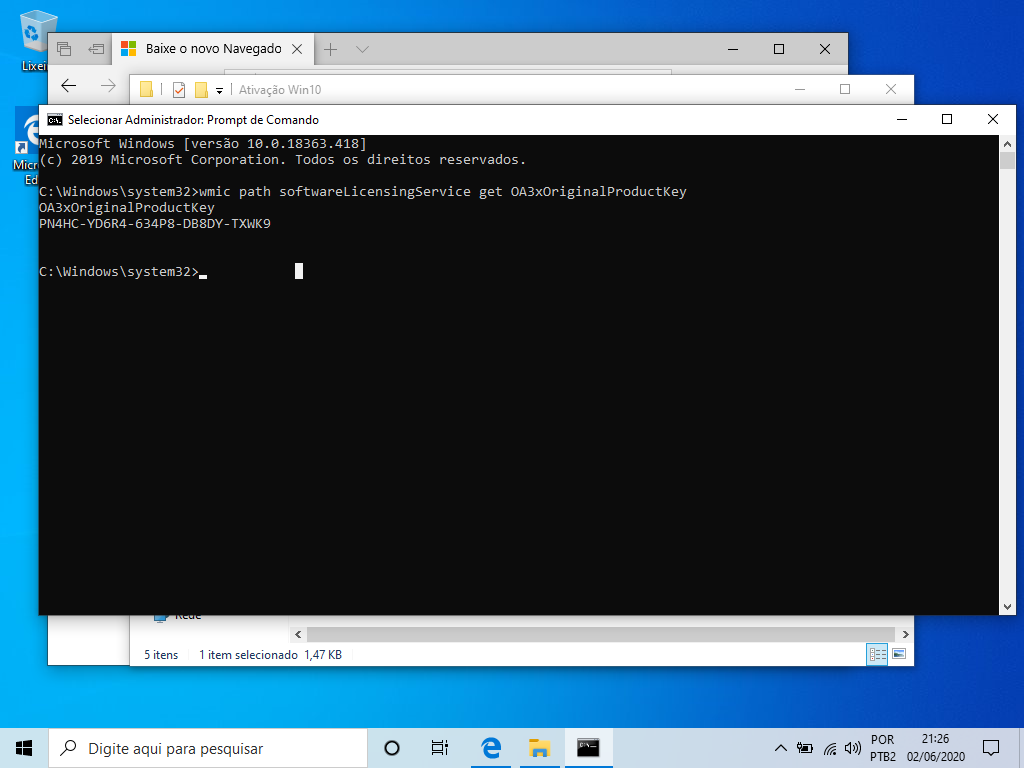 Lixei
Baixe o novo Navegado
Ativação Win10
Micr
Ed
Selecionar Administrador: Prompt de Comando
Microsoft Windows [versão 10.0.18363.418]
(c) 2019 Microsoft Corporation. Todos os direitos reservados.
C:\Windows\system32>wmic path softwareLicensingService get OA3xOriginalProductKey
OA3xOriginalProductKey
PN4HC-YD6R4-634P8-DB8DY-TXWK9
C:\Windows\system32>
Rede
5 itens 1 item selecionado 1,47 KB
Digite aqui para pesquisar
POR
PTB2
21:26
02/06/2020